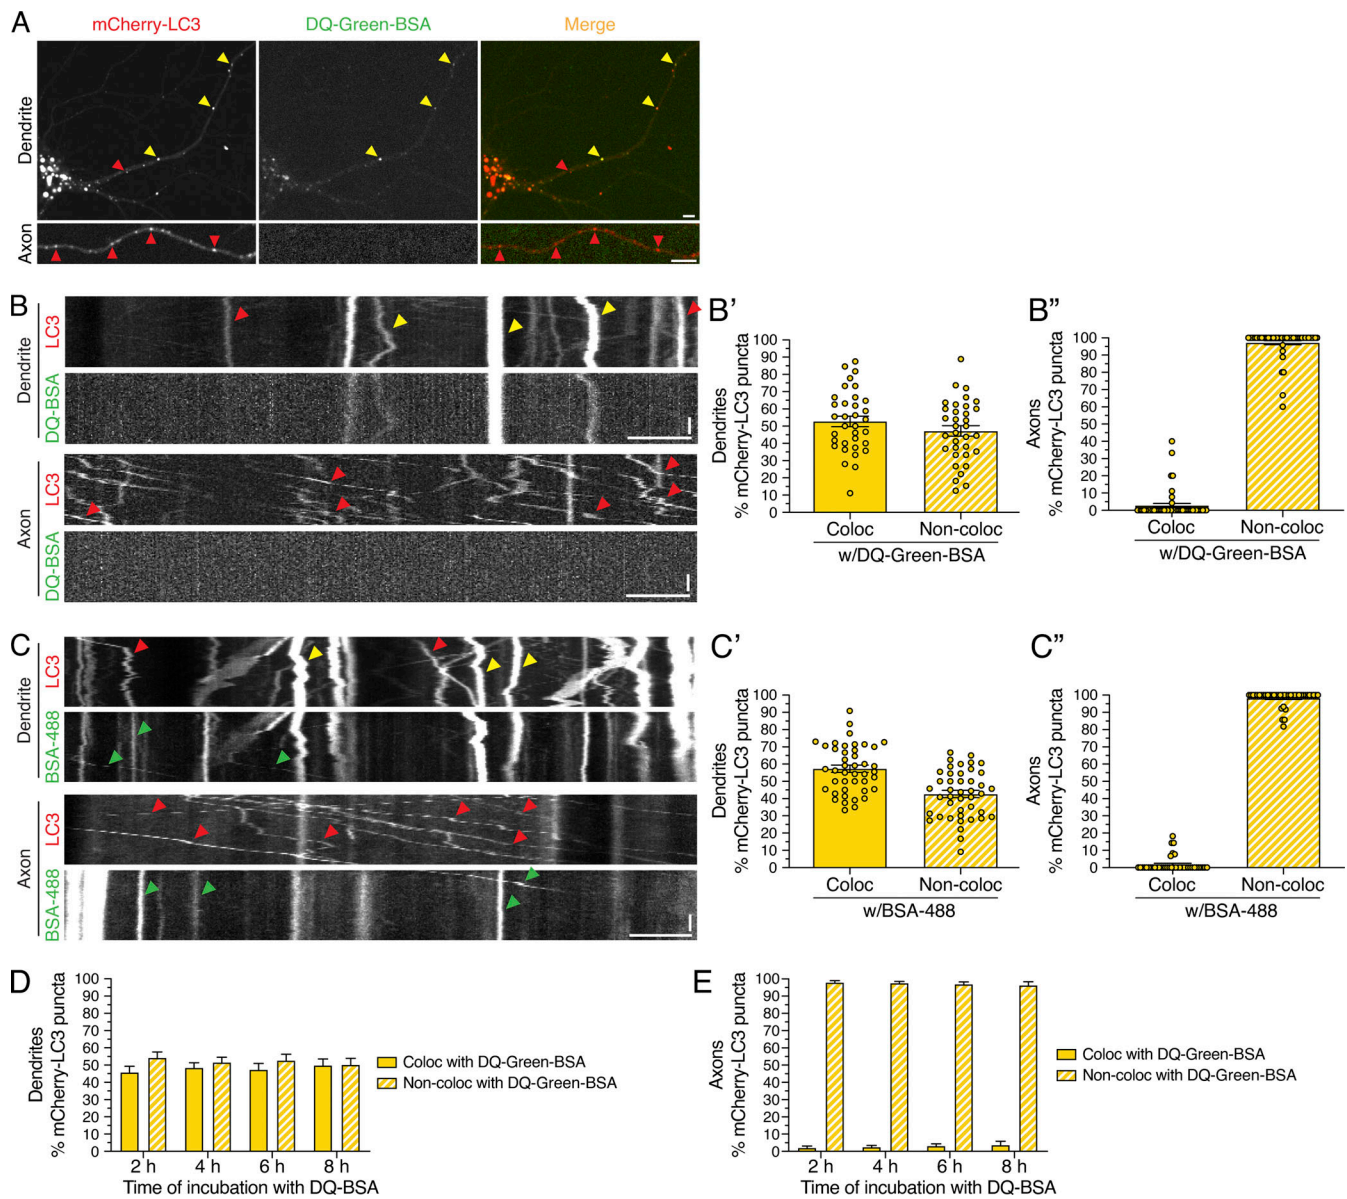 A
mCherry-LC3
DQ-Green-BSA
Merge
Dendrite
Axon
B
Dendrite
LC3
DQ-BSA
Axon
LC3
DQ-BSA
B'
Dendrites
% mCherry-LC3 puncta
100
90
80
70
60
50
40
30
20
10
0
Coloc Non-coloc
w/DQ-Green-BSA
B"
Axons
% mCherry-LC3 puncta
100
90
80
70
60
50
40
30
20
10
0
Coloc Non-coloc
w/DQ-Green-BSA
C
Dendrite
LC3
BSA-488
Axon
LC3
BSA-488
C'
Dendrites
% mCherry-LC3 puncta
100
90
80
70
60
50
40
30
20
10
0
Coloc Non-coloc
w/BSA-488
C"
Axons
% mCherry-LC3 puncta
100
90
80
70
60
50
40
30
20
10
0
Coloc Non-coloc
w/BSA-488
D
Dendrites
% mCherry-LC3 puncta
100
90
80
70
60
50
40
30
20
10
0
2 h 4 h 6 h 8 h
Time of incubation with DQ-BSA
Coloc with DQ-Green-BSA
Non-coloc with DQ-Green-BSA
E
Axons
% mCherry-LC3 puncta
100
90
80
70
60
50
40
30
20
10
0
2 h 4 h 6 h 8 h
Time of incubation with DQ-BSA
Coloc with DQ-Green-BSA
Non-coloc with DQ-Green-BSA